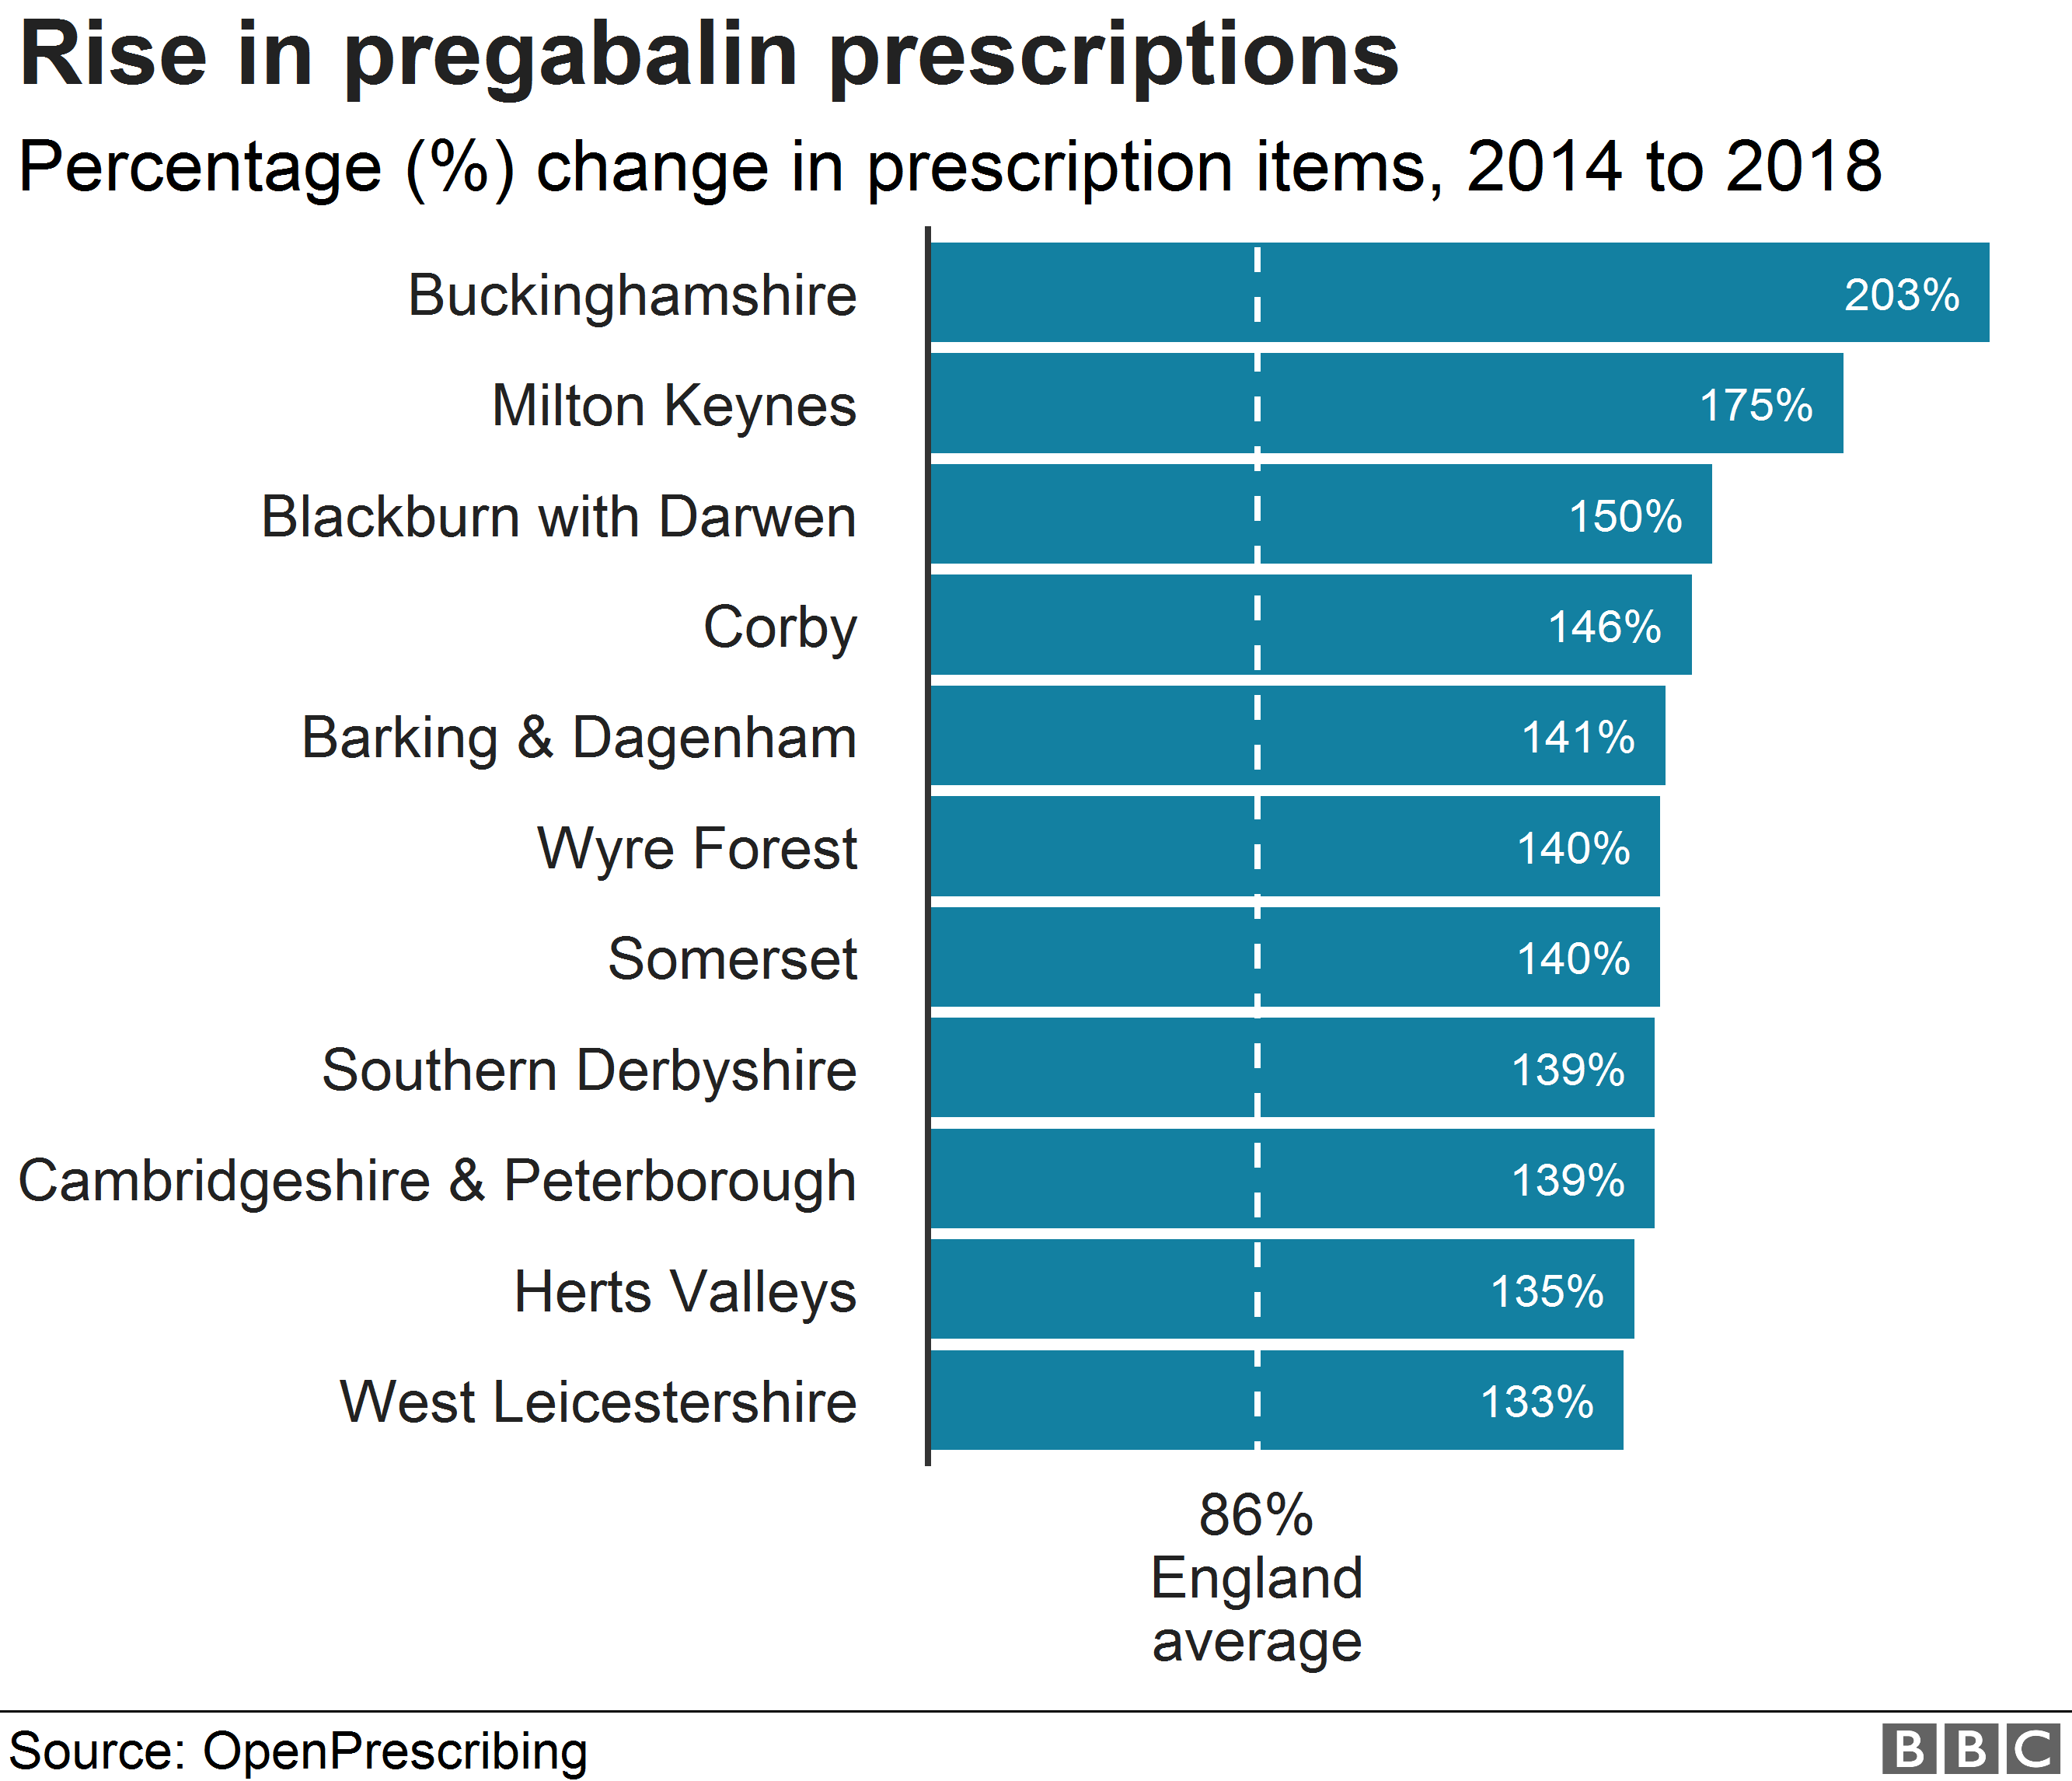 Rise in pregabalin prescriptions
Percentage (%) change in prescription items, 2014 to 2018
Buckinghamshire 203%
Milton Keynes 175%
Blackburn with Darwen 150%
Corby 146%
Barking & Dagenham 141%
Wyre Forest 140%
Somerset 140%
Southern Derbyshire 139%
Cambridgeshire & Peterborough 139%
Herts Valleys 135%
West Leicestershire 133%
86%
England
average
Source: OpenPrescribing
BBC